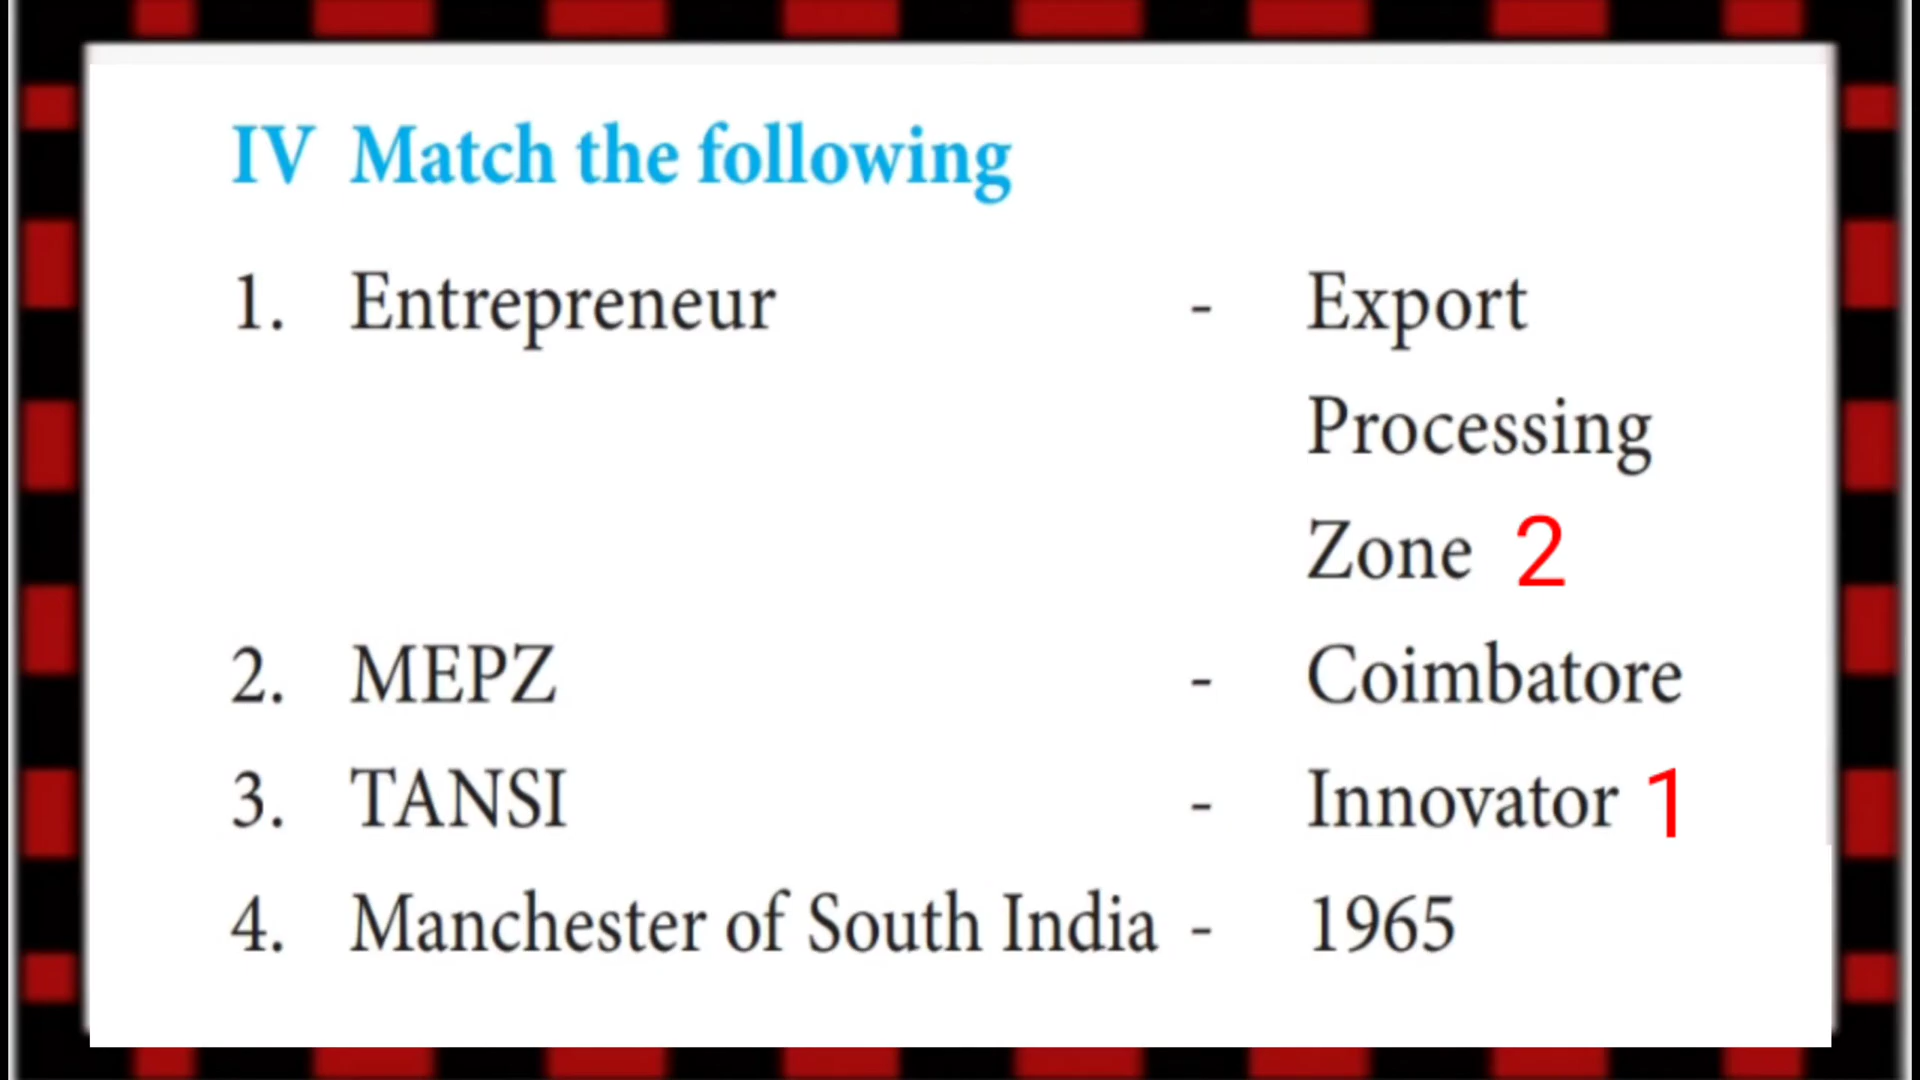 IV Match the following
1. Entrepreneur - Export
Processing
Zone 2
2. MEPZ - Coimbatore
3. TANSI - Innovator 1
4. Manchester of South India - 1965